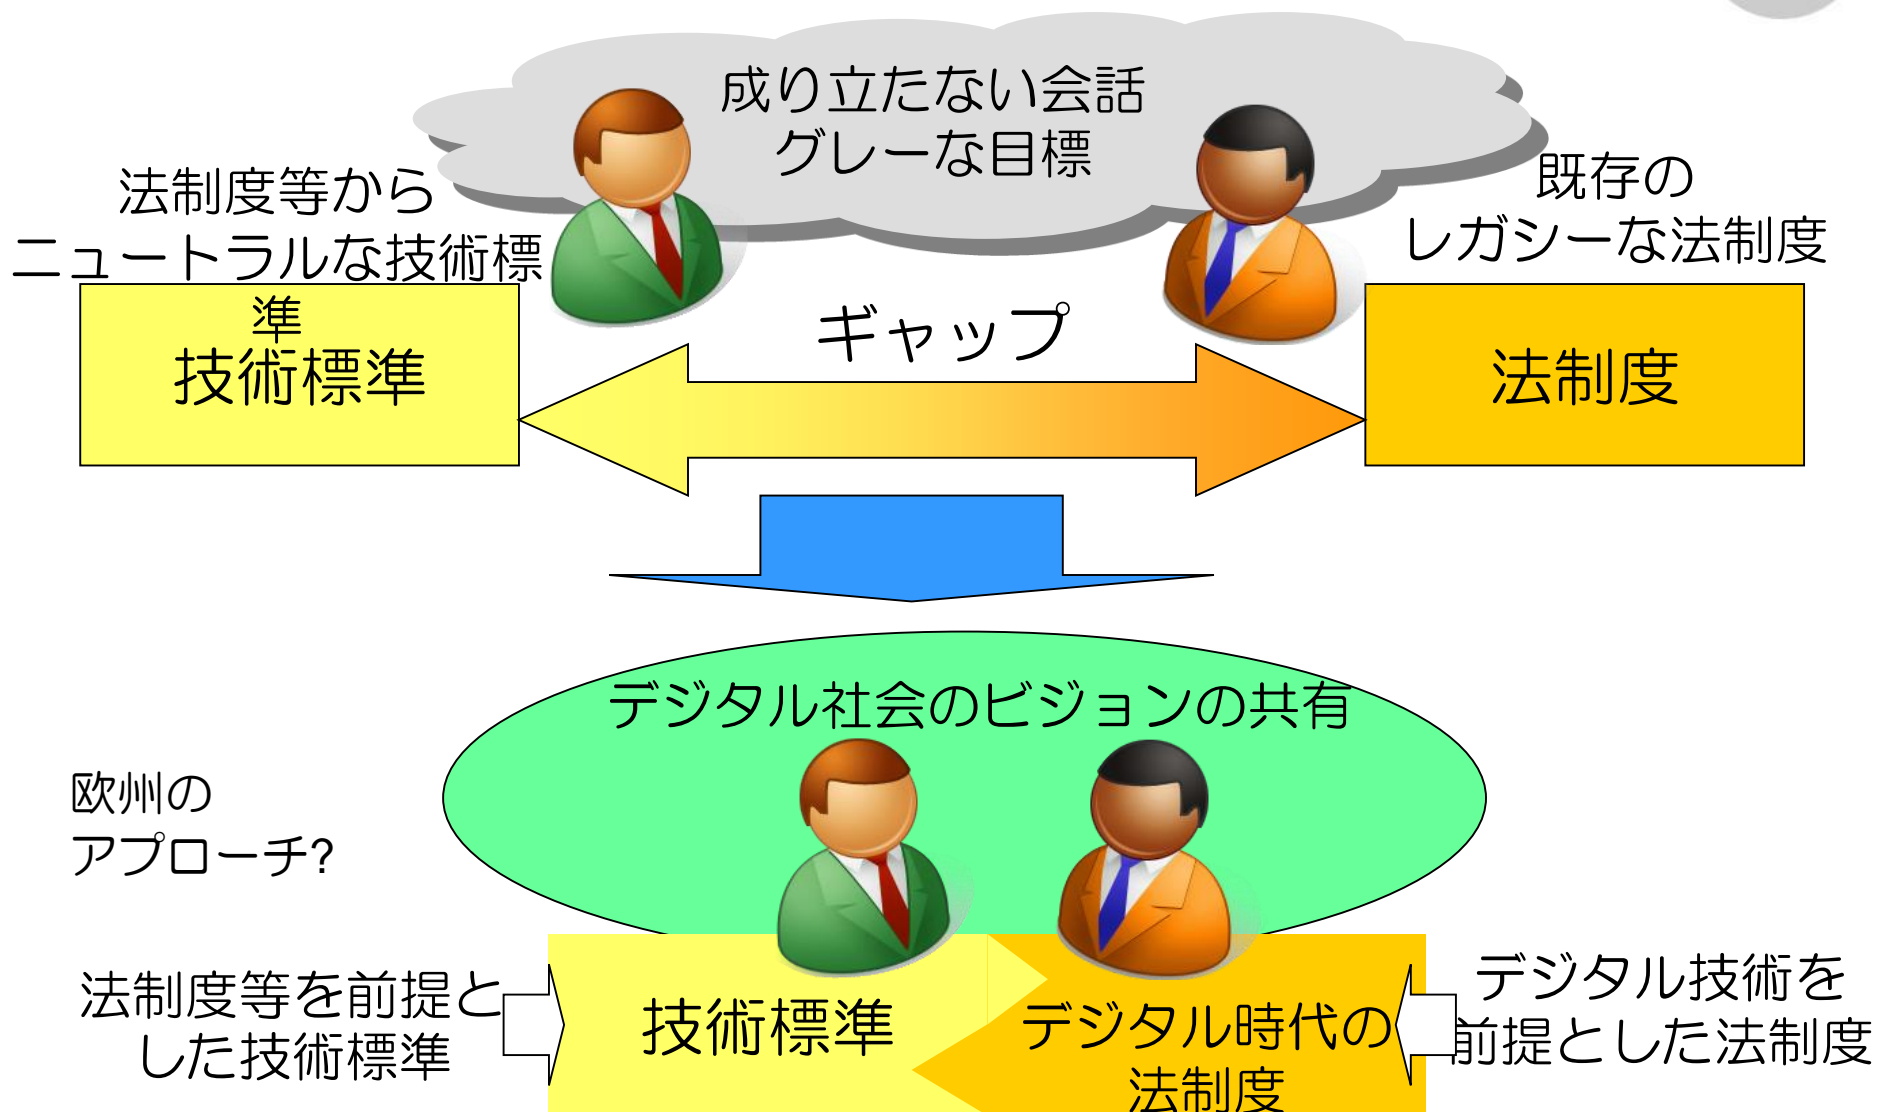 成り立たない会話
グレーな目標
法制度等から
ニュートラルな技術標
準
既存の
レガシーな法制度
ギャップ
技術標準
法制度
デジタル社会のビジョンの共有
欧州の
アプローチ?
法制度等を前提と
した技術標準
技術標準
デジタル時代の
法制度
デジタル技術を
前提とした法制度